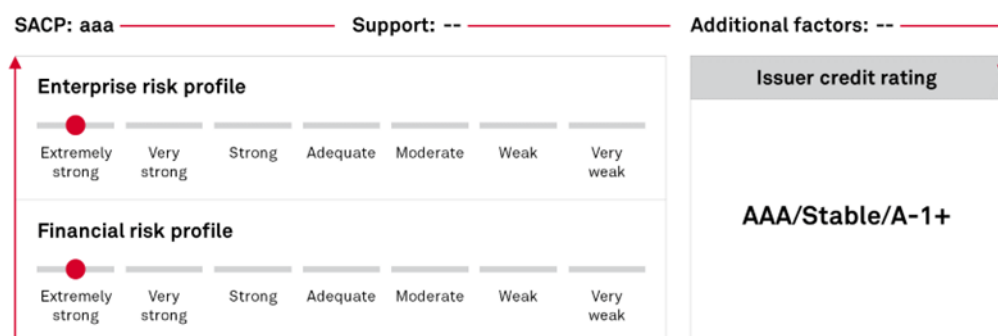 SACP: aaa Support: -- Additional factors: --
Enterprise risk profile
Extremely strong Very strong Strong Adequate Moderate Weak Very weak
Financial risk profile
Extremely strong Very strong Strong Adequate Moderate Weak Very weak
Issuer credit rating
AAA/Stable/A-1+